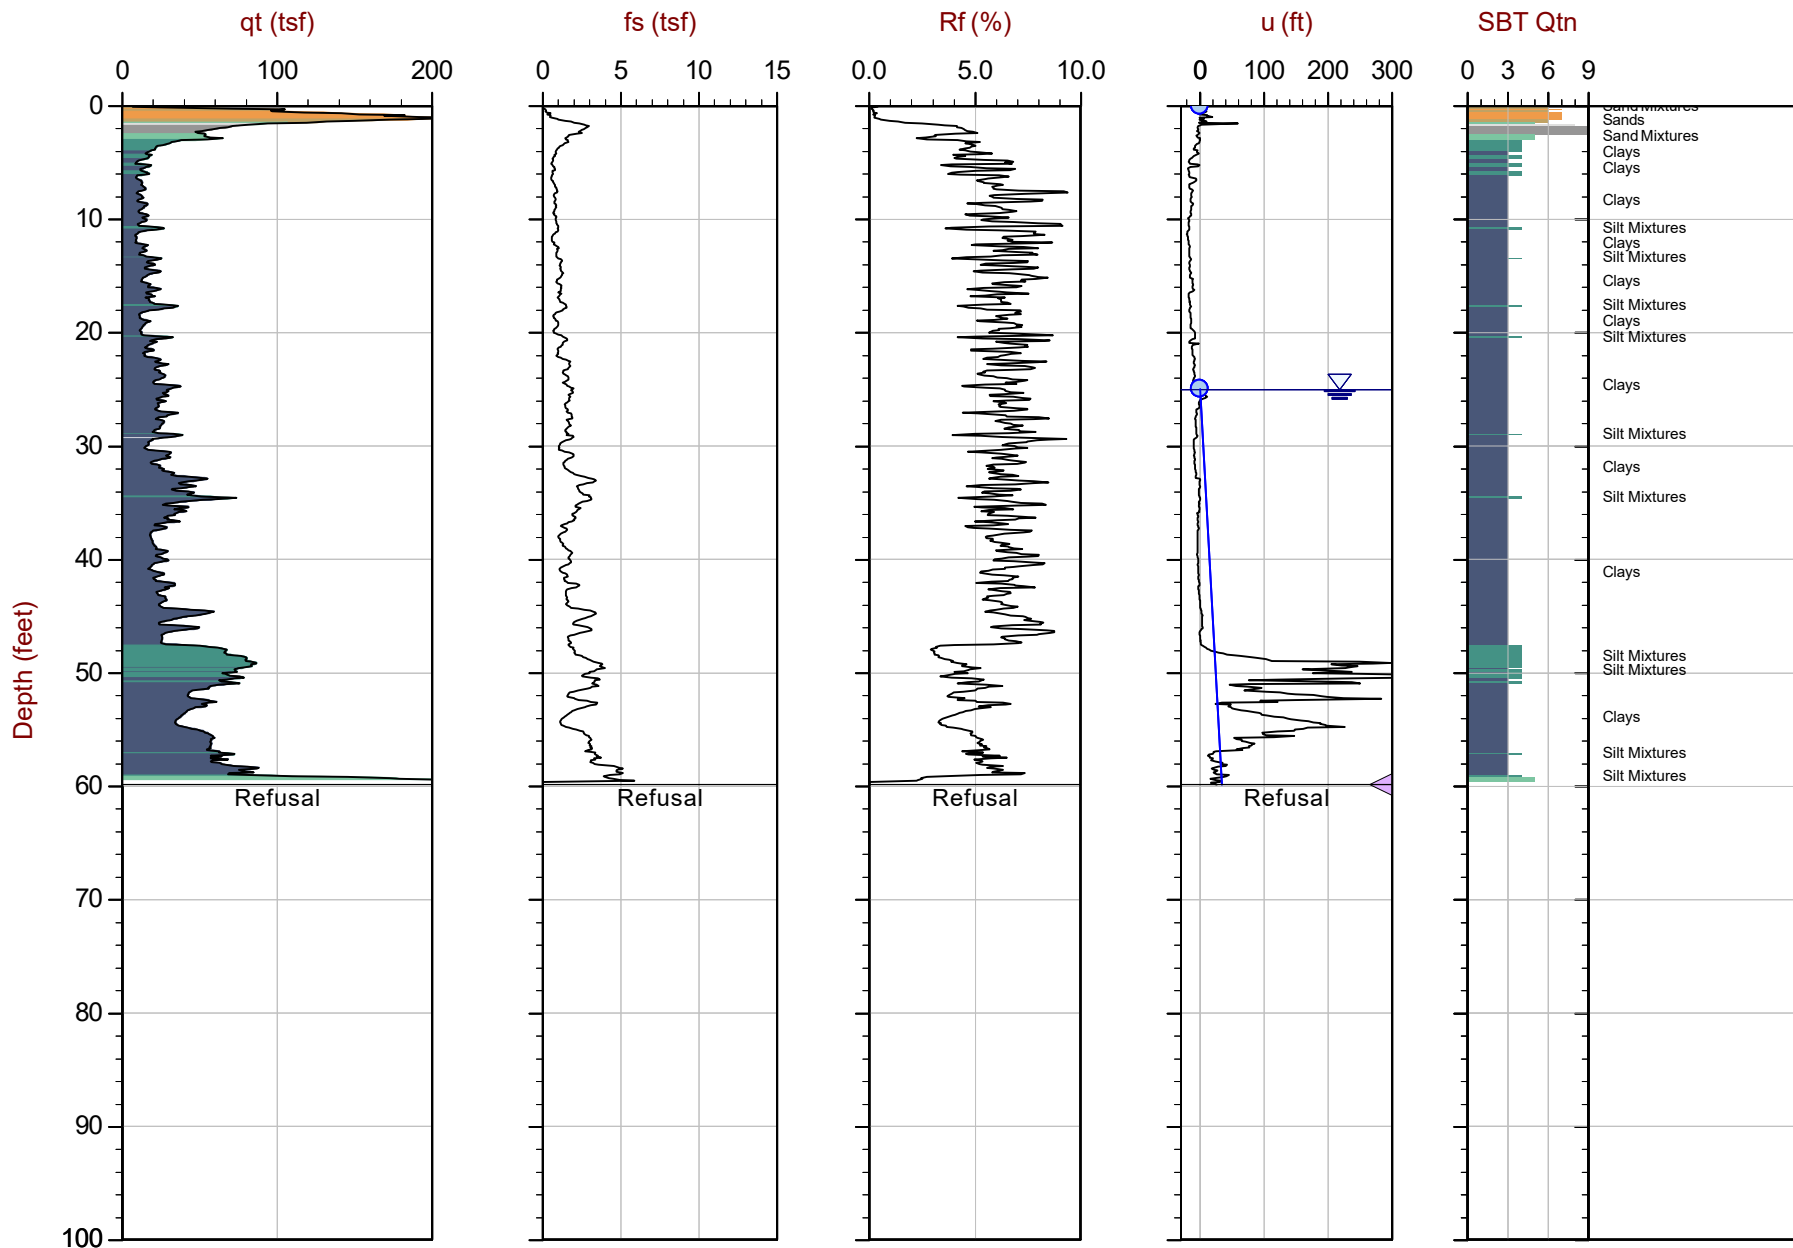 qt (tsf) fs (tsf) Rf (%) u (ft) SBT Qtn
0 100 200 0 5 10 15 0.0 5.0 10.0 0 100 200 300 0 3 6 9
0
Sand Mixtures
Sands
Sand Mixtures
Clays
Clays
Clays
10
Silt Mixtures
Clays
Silt Mixtures
Clays
Silt Mixtures
Clays
20
Silt Mixtures
Clays
Silt Mixtures
30
Clays
Silt Mixtures
40
Clays
Silt Mixtures
Silt Mixtures
50
Clays
Silt Mixtures
Silt Mixtures
60
Refusal Refusal Refusal Refusal
70
80
90
100
Depth (feet)